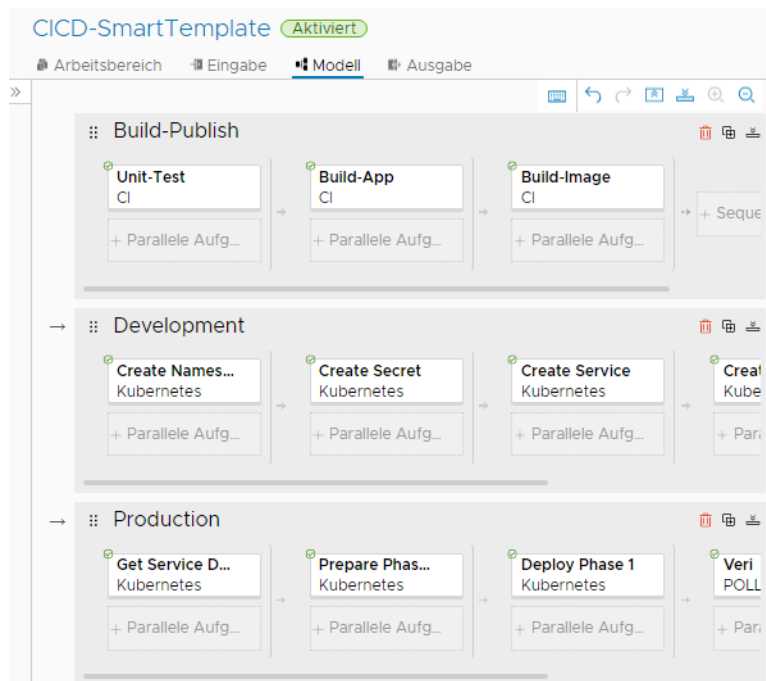 CICD-SmartTemplate Aktiviert
Arbeitsbereich Eingabe Modell Ausgabe
Build-Publish
Unit-Test Build-App Build-Image
CI CI CI
+ Seque
+ Parallele Aufg... + Parallele Aufg... + Parallele Aufg...
Development
Create Names... Create Secret Create Service Creat
Kubernetes Kubernetes Kubernetes Kube
+ Parallele Aufg... + Parallele Aufg... + Parallele Aufg... + Para
Production
Get Service D... Prepare Phas... Deploy Phase 1 Veri
Kubernetes Kubernetes Kubernetes POLL
+ Parallele Aufg... + Parallele Aufg... + Parallele Aufg... + Para